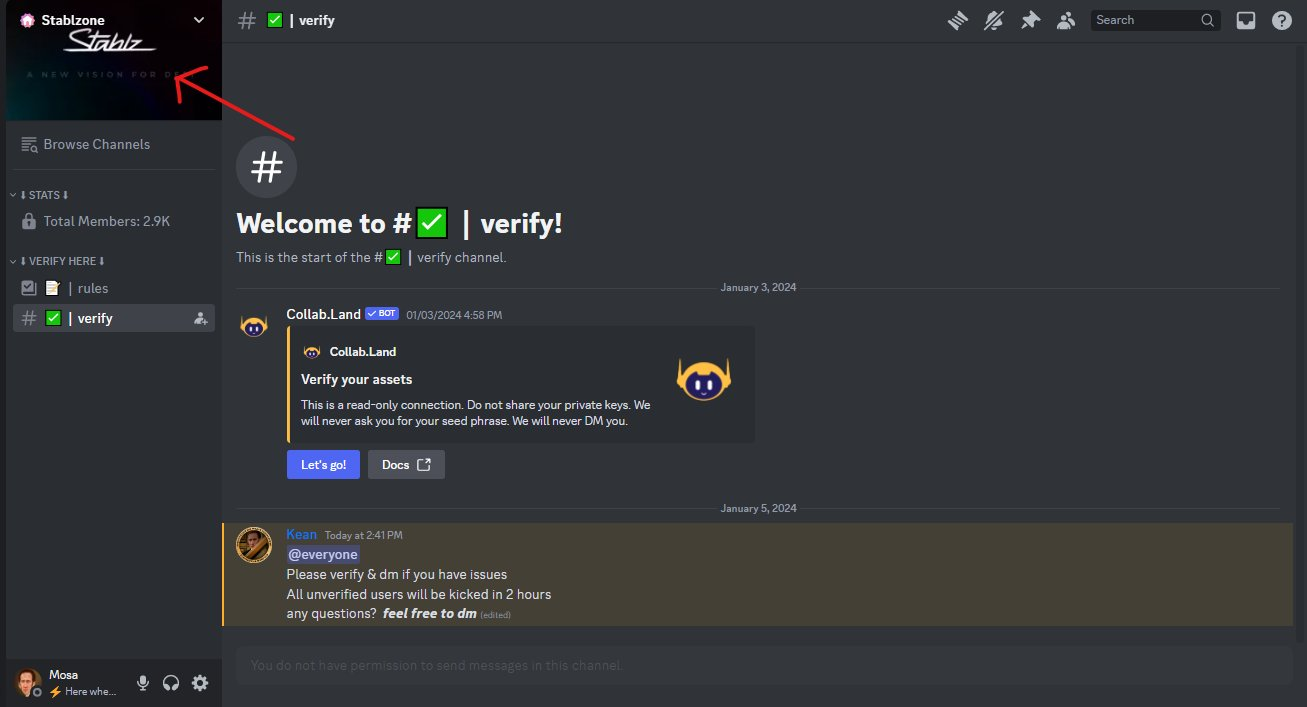 Stablzone
Stablz
A NEW VISION FOR DE
Browse Channels
⬇ STATS ⬇
Total Members: 2.9K
⬇ VERIFY HERE ⬇
📝 | rules
# ✅ | verify
Mosa
⚡ Here whe...
# ✅ | verify
Search
#
Welcome to #✅ | verify!
This is the start of the #✅ | verify channel.
January 3, 2024
Collab.Land ✓ BOT 01/03/2024 4:58 PM
Collab.Land
Verify your assets
This is a read-only connection. Do not share your private keys. We
will never ask you for your seed phrase. We will never DM you.
Let's go! Docs
January 5, 2024
Kean Today at 2:41 PM
@everyone
Please verify & dm if you have issues
All unverified users will be kicked in 2 hours
any questions? feel free to dm (edited)
You do not have permission to send messages in this channel.